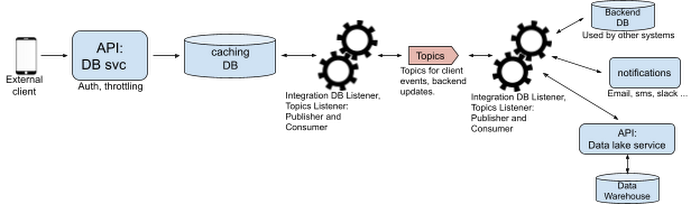 External
client
API:
DB svc
Auth, throttling
caching
DB
Integration DB Listener,
Topics Listener:
Publisher and
Consumer
Topics
Topics for client
events, backend
updates.
Integration DB Listener,
Topics Listener:
Publisher and
Consumer
Backend
DB
Used by other systems
notifications
Email, sms, slack ...
API:
Data lake service
Data
Warehouse